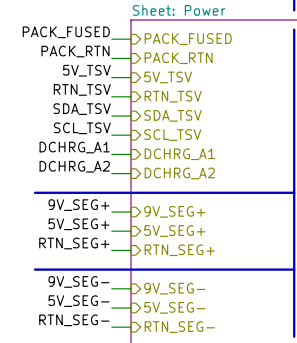 Sheet: Power
PACK_FUSED PACK_FUSED
PACK_RTN PACK_RTN
5V_TSV 5V_TSV
RTN_TSV RTN_TSV
SDA_TSV SDA_TSV
SCL_TSV SCL_TSV
DCHRG_A1 DCHRG_A1
DCHRG_A2 DCHRG_A2
9V_SEG+ 9V_SEG+
5V_SEG+ 5V_SEG+
RTN_SEG+ RTN_SEG+
9V_SEG- 9V_SEG-
5V_SEG- 5V_SEG-
RTN_SEG- RTN_SEG-